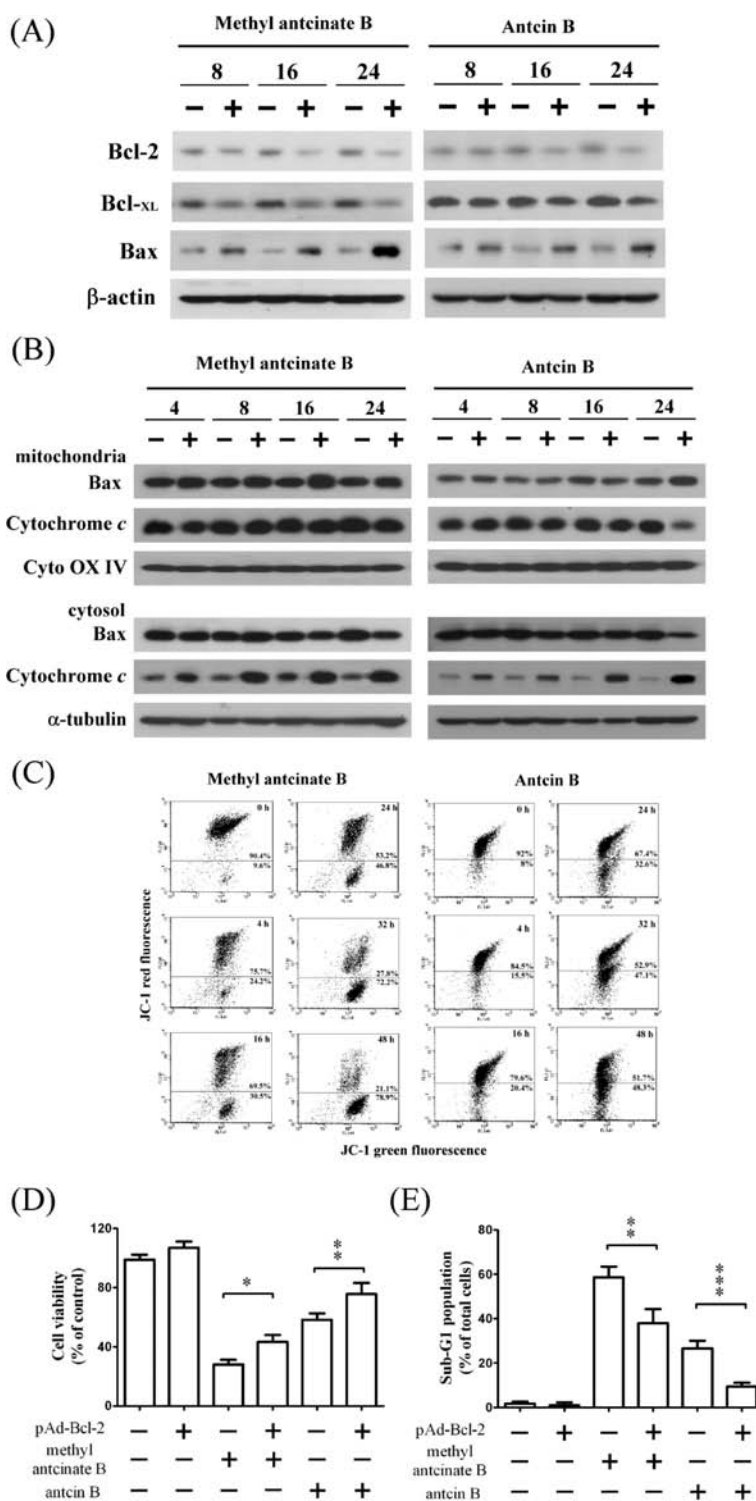 (A)
Methyl antcinate B
Antcin B
8 16 24
8 16 24
− + − + − +
− + − + − +
Bcl-2
Bcl-XL
Bax
β-actin
(B)
Methyl antcinate B
Antcin B
4 8 16 24
4 8 16 24
− + − + − + − +
− + − + − + − +
mitochondria
Bax
Cytochrome c
Cyto OX IV
cytosol
Bax
Cytochrome c
α-tubulin
(C)
Methyl antcinate B
Antcin B
JC-1 red fluorescence
0 h
90.4%
9.6%
24 h
53.2%
46.8%
0 h
92%
8%
24 h
67.4%
32.6%
4 h
75.7%
24.2%
32 h
27.8%
72.2%
4 h
84.5%
15.5%
32 h
52.9%
47.1%
16 h
69.5%
30.5%
48 h
21.1%
78.9%
16 h
79.6%
20.4%
48 h
51.7%
48.3%
JC-1 green fluorescence
(D)
Cell viability
(% of control)
120
80
40
0
*
**
pAd-Bcl-2 − + − + − +
methyl
antcinate B − − + + − −
antcin B − − − − + +
(E)
Sub-G1 population
(% of total cells)
80
60
40
20
0
**
***
pAd-Bcl-2 − + − + − +
methyl
antcinate B − − + + − −
antcin B − − − − + +